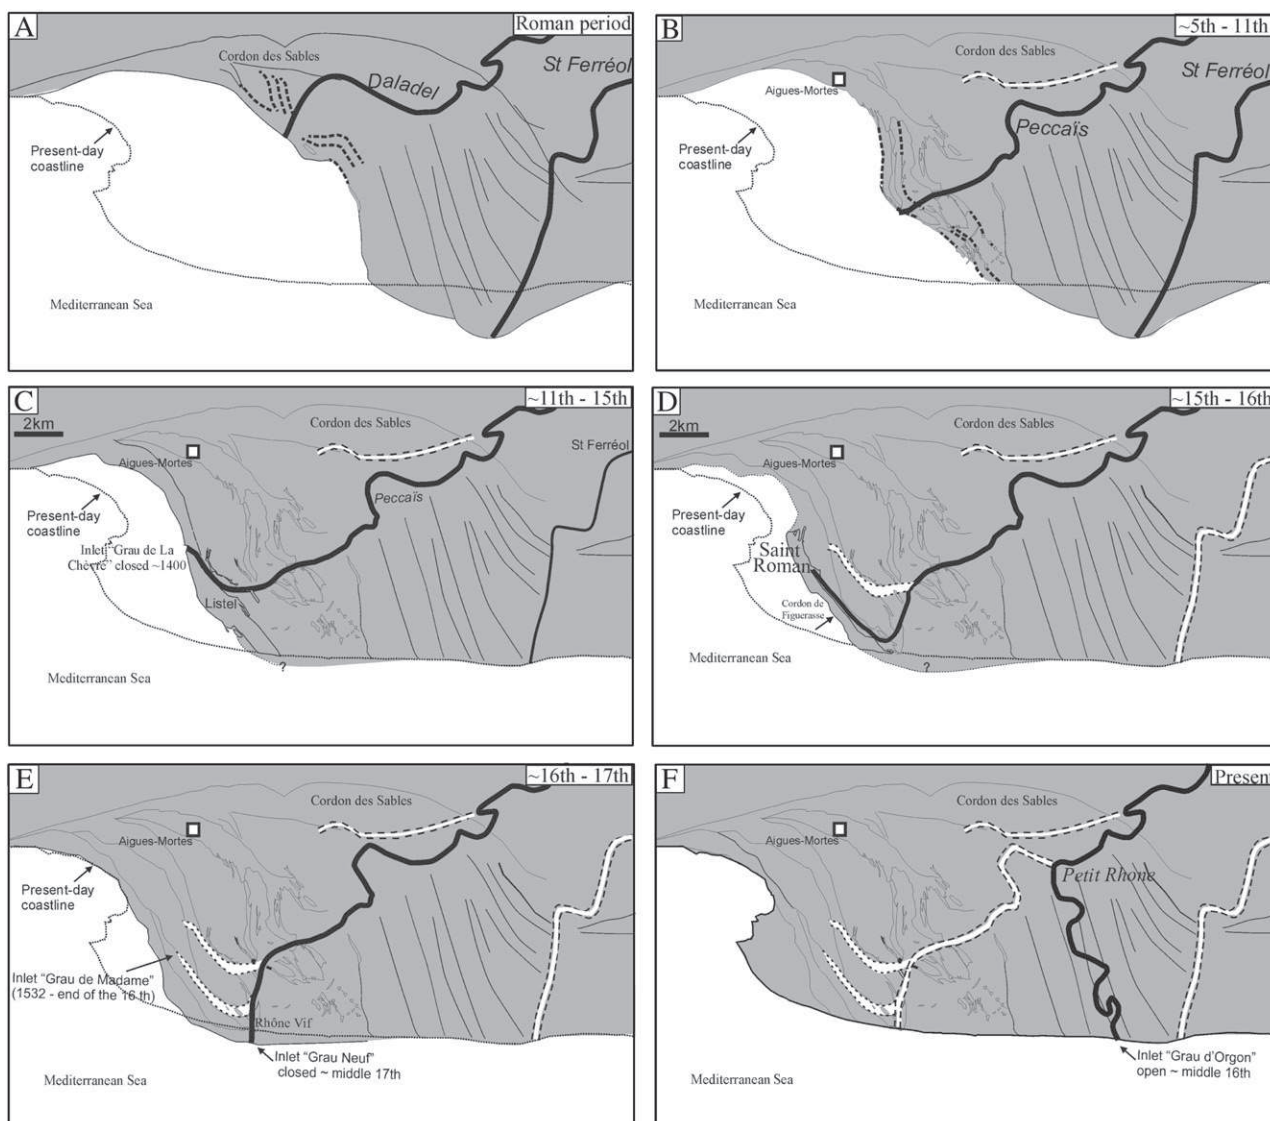 A
Roman period
Cordon des Sables
Daladel
St Ferréol
Present-day
coastline
Mediterranean Sea
B
~5th - 11th
Cordon des Sables
St Ferréol
Aigues-Mortes
Peccaïs
Present-day
coastline
Mediterranean Sea
C
~11th - 15th
2km
Cordon des Sables
St Ferréol
Aigues-Mortes
Peccaïs
Present-day
coastline
Inlet "Grau de La
Chèvre" closed ~1400
Listel
?
Mediterranean Sea
D
~15th - 16th
2km
Cordon des Sables
Aigues-Mortes
Present-day
coastline
Saint
Roman
Cordon de
Figuerasse
?
Mediterranean Sea
E
~16th - 17th
Cordon des Sables
Aigues-Mortes
Present-day
coastline
Inlet "Grau de Madame"
(1532 - end of the 16 th)
Rhône Vif
Inlet "Grau Neuf"
closed ~ middle 17th
Mediterranean Sea
F
Present
Cordon des Sables
Aigues-Mortes
Petit Rhone
Inlet "Grau d'Orgon"
open ~ middle 16th
Mediterranean Sea